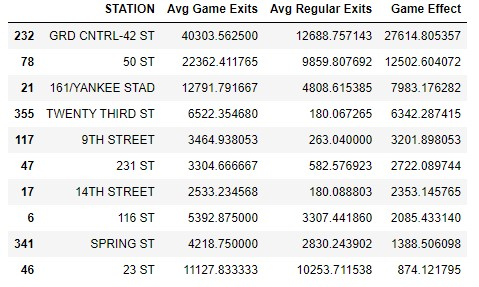 STATION Avg Game Exits Avg Regular Exits Game Effect
232 GRD CNTRL-42 ST 40303.562500 12688.757143 27614.805357
78 50 ST 22362.411765 9859.807692 12502.604072
21 161/YANKEE STAD 12791.791667 4808.615385 7983.176282
355 TWENTY THIRD ST 6522.354680 180.067265 6342.287415
117 9TH STREET 3464.938053 263.040000 3201.898053
47 231 ST 3304.666667 582.576923 2722.089744
17 14TH STREET 2533.234568 180.088803 2353.145765
6 116 ST 5392.875000 3307.441860 2085.433140
341 SPRING ST 4218.750000 2830.243902 1388.506098
46 23 ST 11127.833333 10253.711538 874.121795